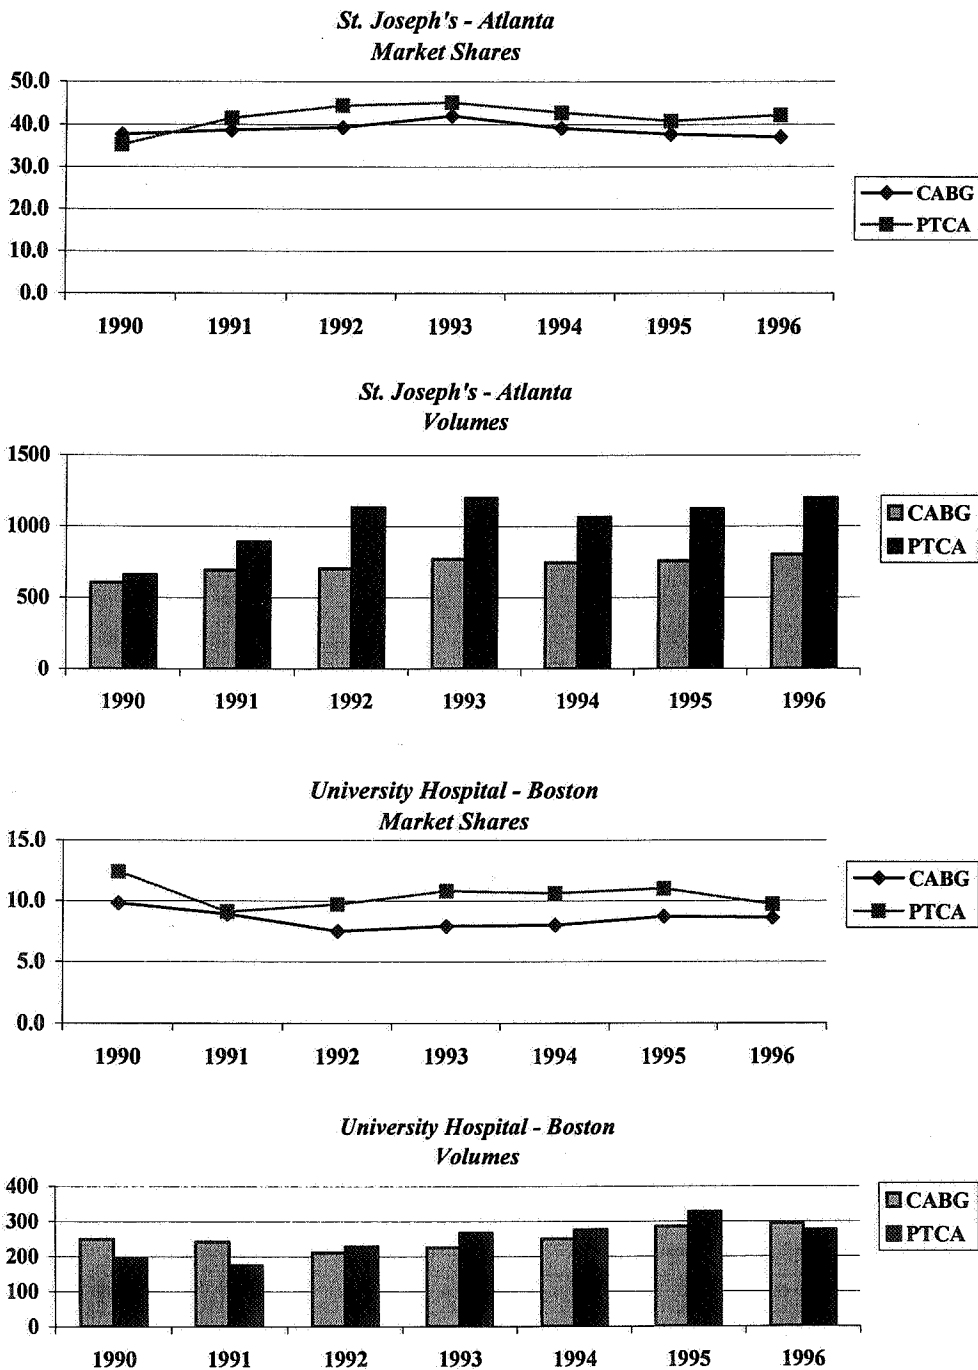 St. Joseph's - Atlanta
Market Shares
50.0
40.0
30.0
20.0
10.0
0.0
1990 1991 1992 1993 1994 1995 1996
CABG
PTCA
St. Joseph's - Atlanta
Volumes
1500
1000
500
0
1990 1991 1992 1993 1994 1995 1996
CABG
PTCA
University Hospital - Boston
Market Shares
15.0
10.0
5.0
0.0
1990 1991 1992 1993 1994 1995 1996
CABG
PTCA
University Hospital - Boston
Volumes
400
300
200
100
0
1990 1991 1992 1993 1994 1995 1996
CABG
PTCA